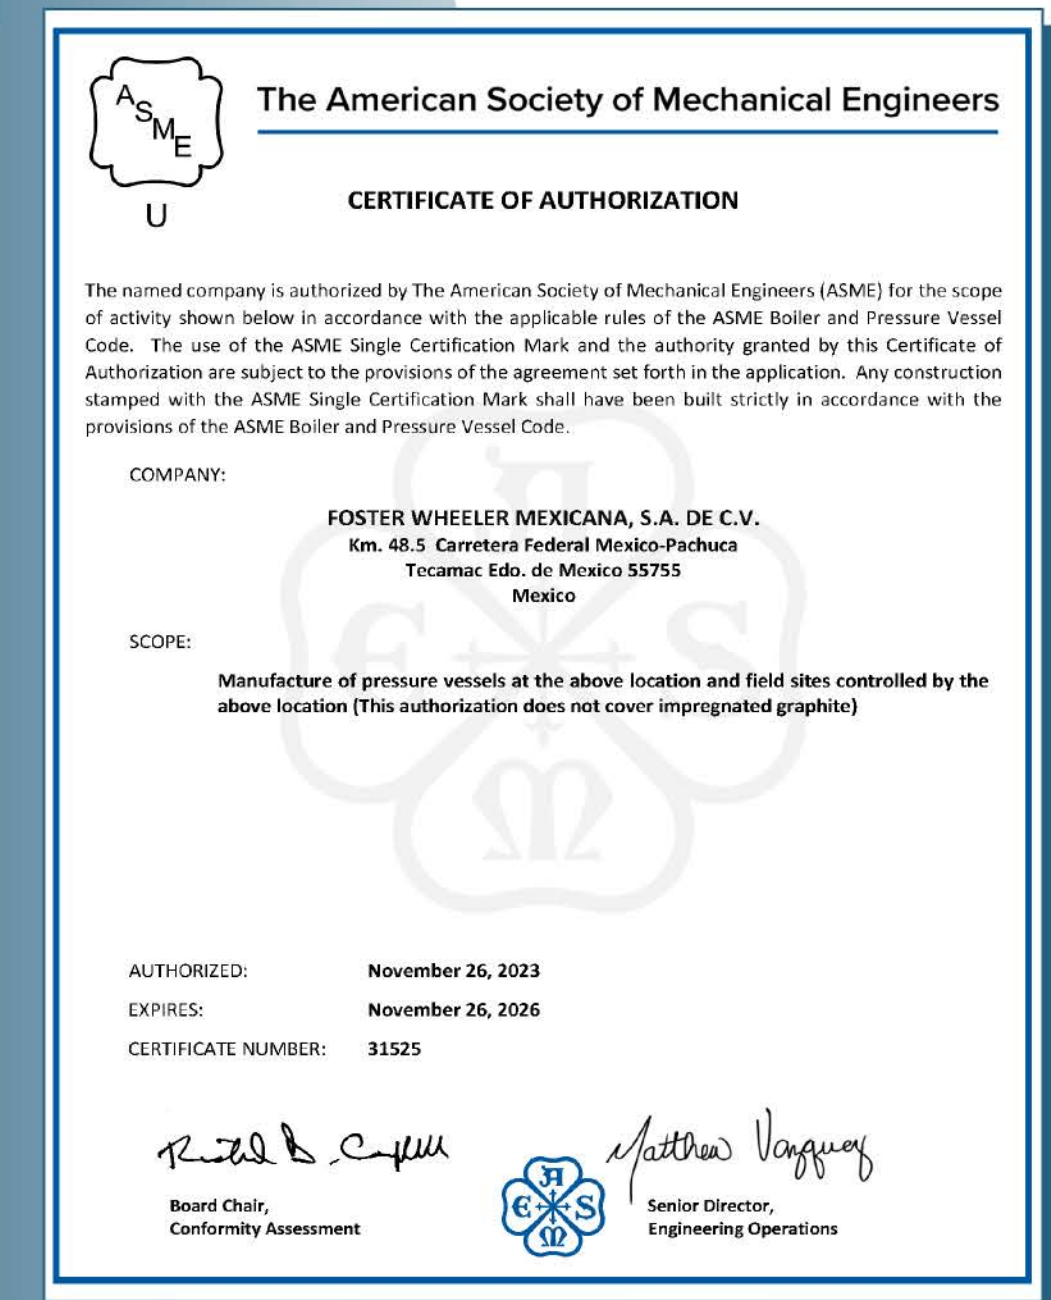 ASME
The American Society of Mechanical Engineers
U
CERTIFICATE OF AUTHORIZATION
The named company is authorized by The American Society of Mechanical Engineers (ASME) for the scope
of activity shown below in accordance with the applicable rules of the ASME Boiler and Pressure Vessel
Code. The use of the ASME Single Certification Mark and the authority granted by this Certificate of
Authorization are subject to the provisions of the agreement set forth in the application. Any construction
stamped with the ASME Single Certification Mark shall have been built strictly in accordance with the
provisions of the ASME Boiler and Pressure Vessel Code.
COMPANY:
FOSTER WHEELER MEXICANA, S.A. DE C.V.
Km. 48.5 Carretera Federal Mexico-Pachuca
Tecamac Edo. de Mexico 55755
Mexico
SCOPE:
Manufacture of pressure vessels at the above location and field sites controlled by the
above location (This authorization does not cover impregnated graphite)
AUTHORIZED: November 26, 2023
EXPIRES: November 26, 2026
CERTIFICATE NUMBER: 31525
Matthew
Board Chair,
Conformity Assessment
A E S M
Senior Director,
Engineering Operations